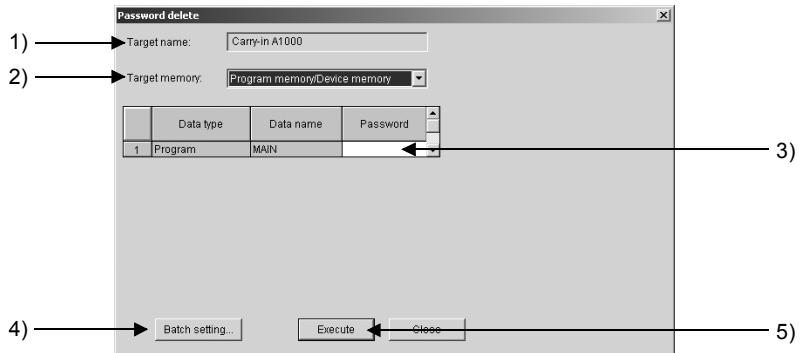 Password delete
1) Target name: Carry-in A1000
2) Target memory: Program memory/Device memory
Data type Data name Password
1 Program MAIN
3)
4) Batch setting... Execute Close 5)